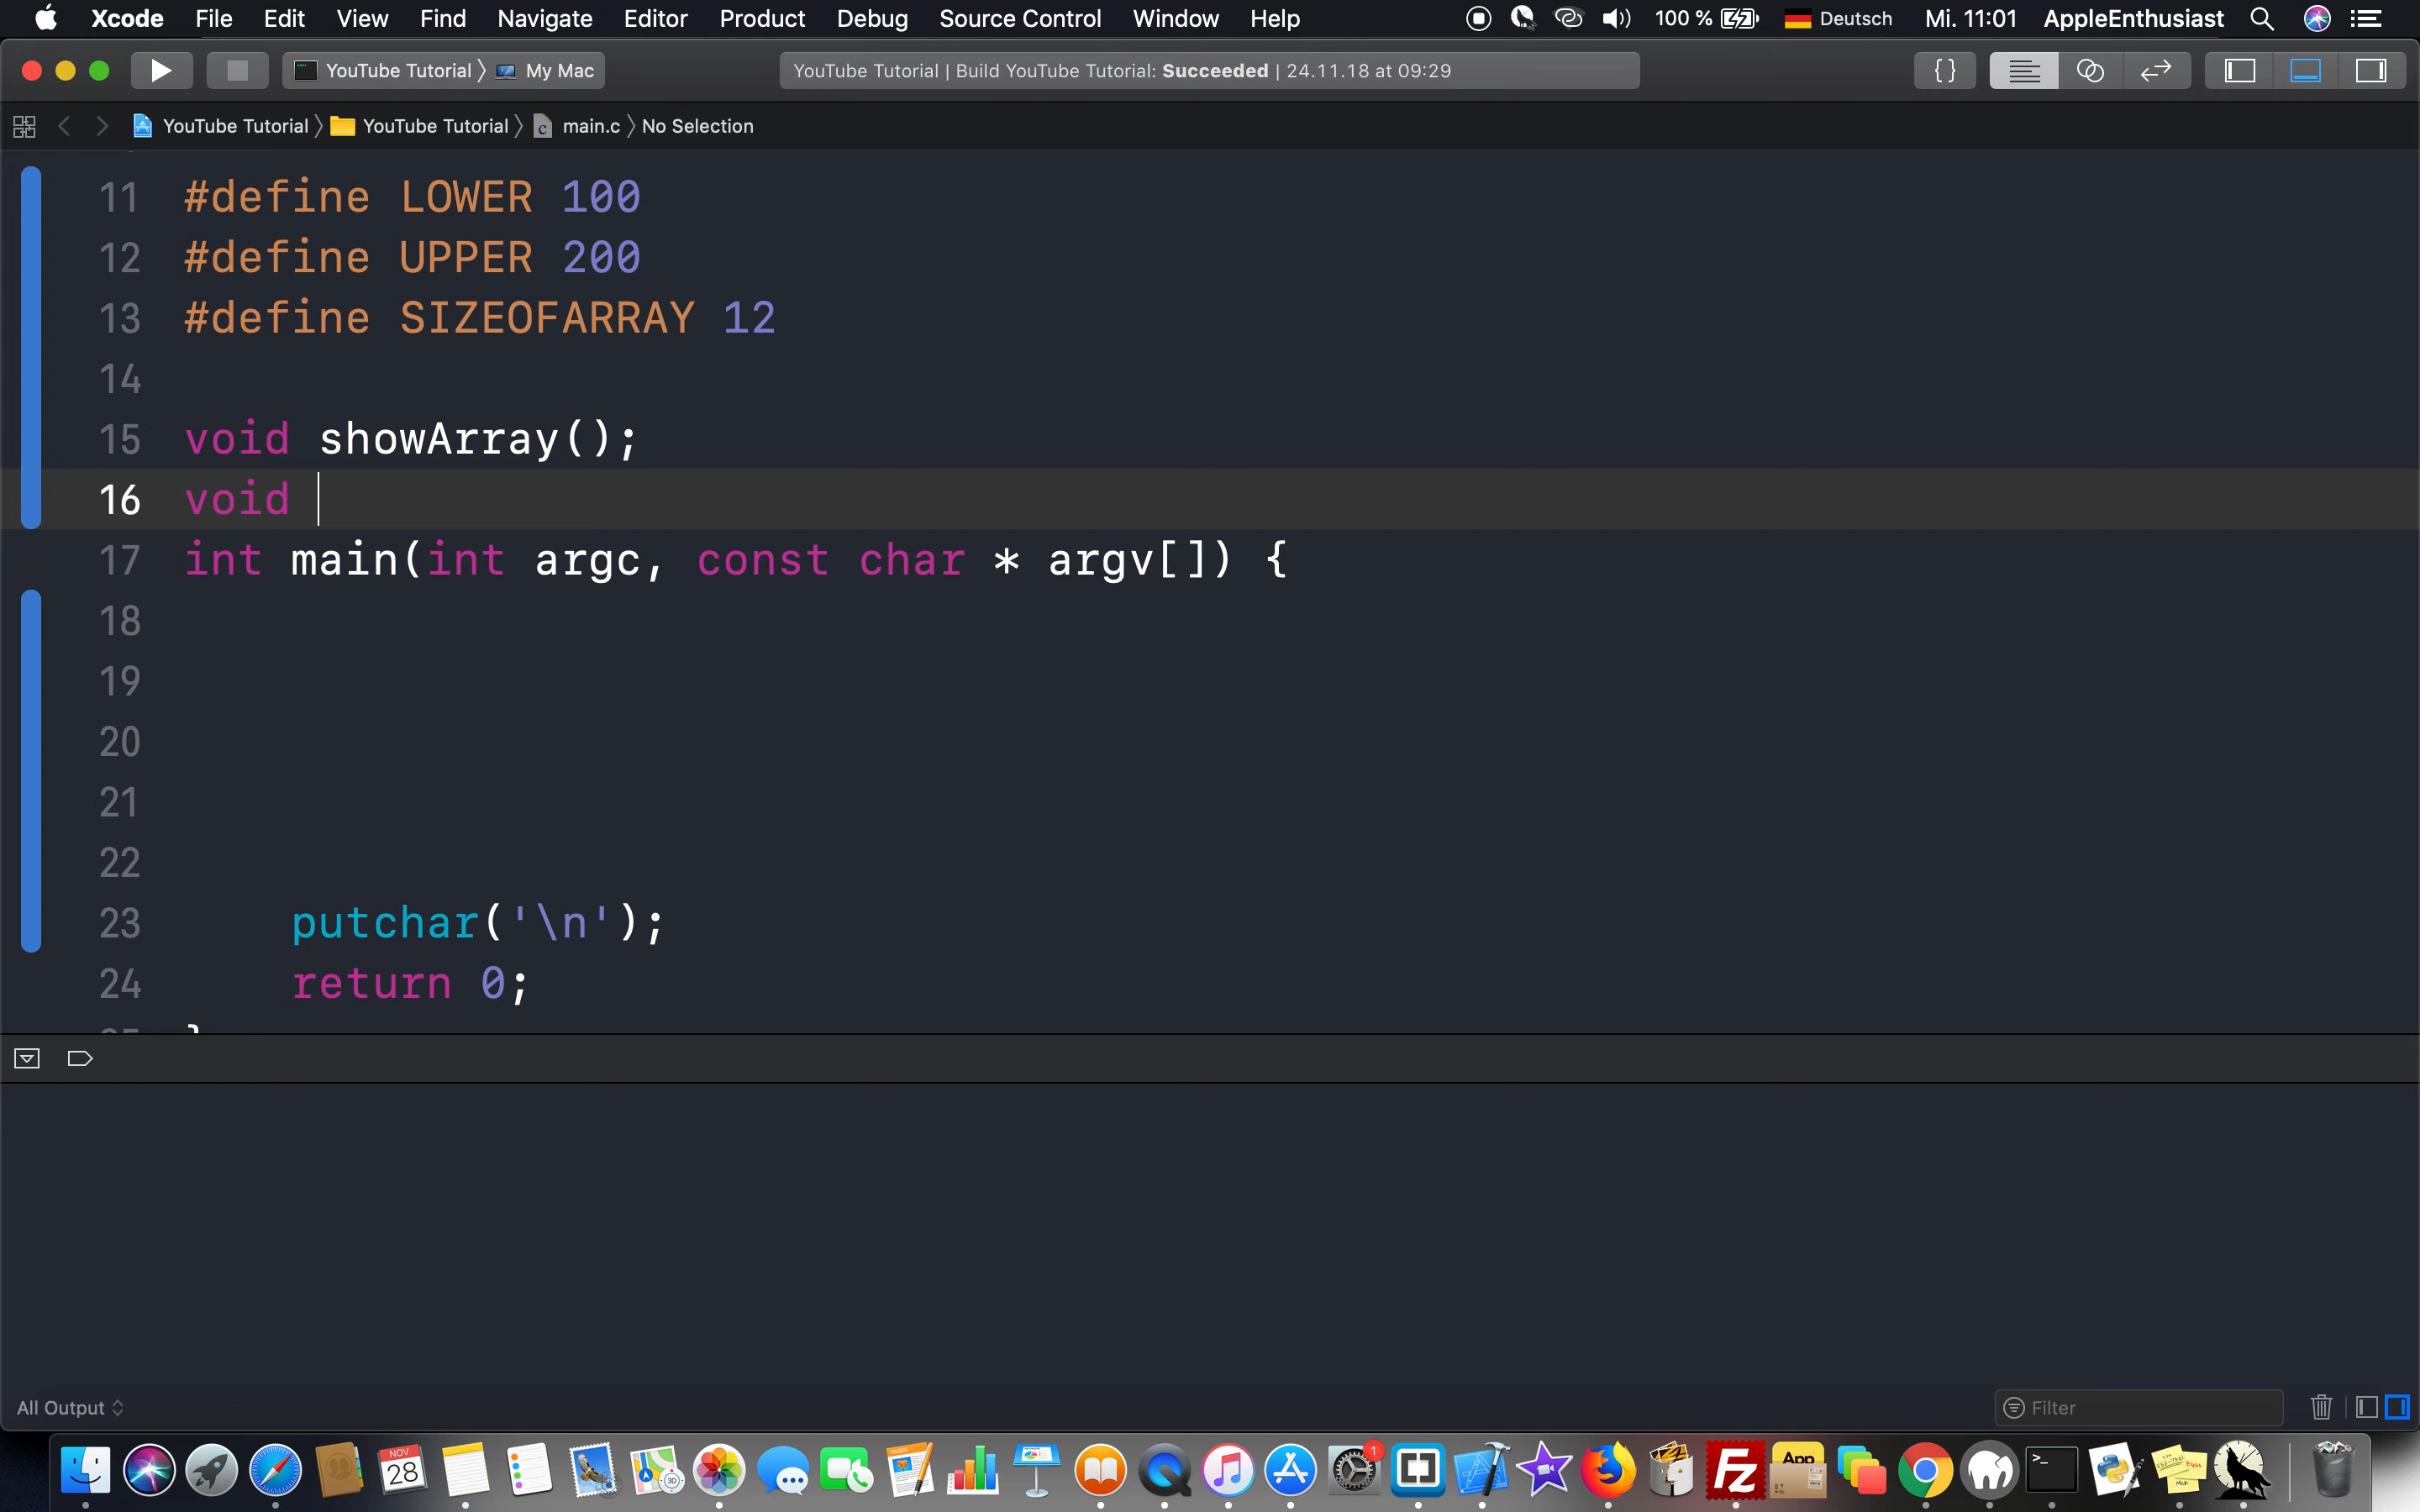 Xcode File Edit View Find Navigate Editor Product Debug Source Control Window Help 100 % Deutsch Mi. 11:01 AppleEnthusiast
YouTube Tutorial 〉 My Mac YouTube Tutorial | Build YouTube Tutorial: Succeeded | 24.11.18 at 09:29 {}
YouTube Tutorial 〉 YouTube Tutorial 〉 c main.c 〉 No Selection
11 #define LOWER 100
12 #define UPPER 200
13 #define SIZEOFARRAY 12
14
15 void showArray();
16 void
17 int main(int argc, const char * argv[]) {
18
19
20
21
22
23 putchar('\n');
24 return 0;
All Output Filter
NOV
28
PAGES
3D
1
Fz
App
>_